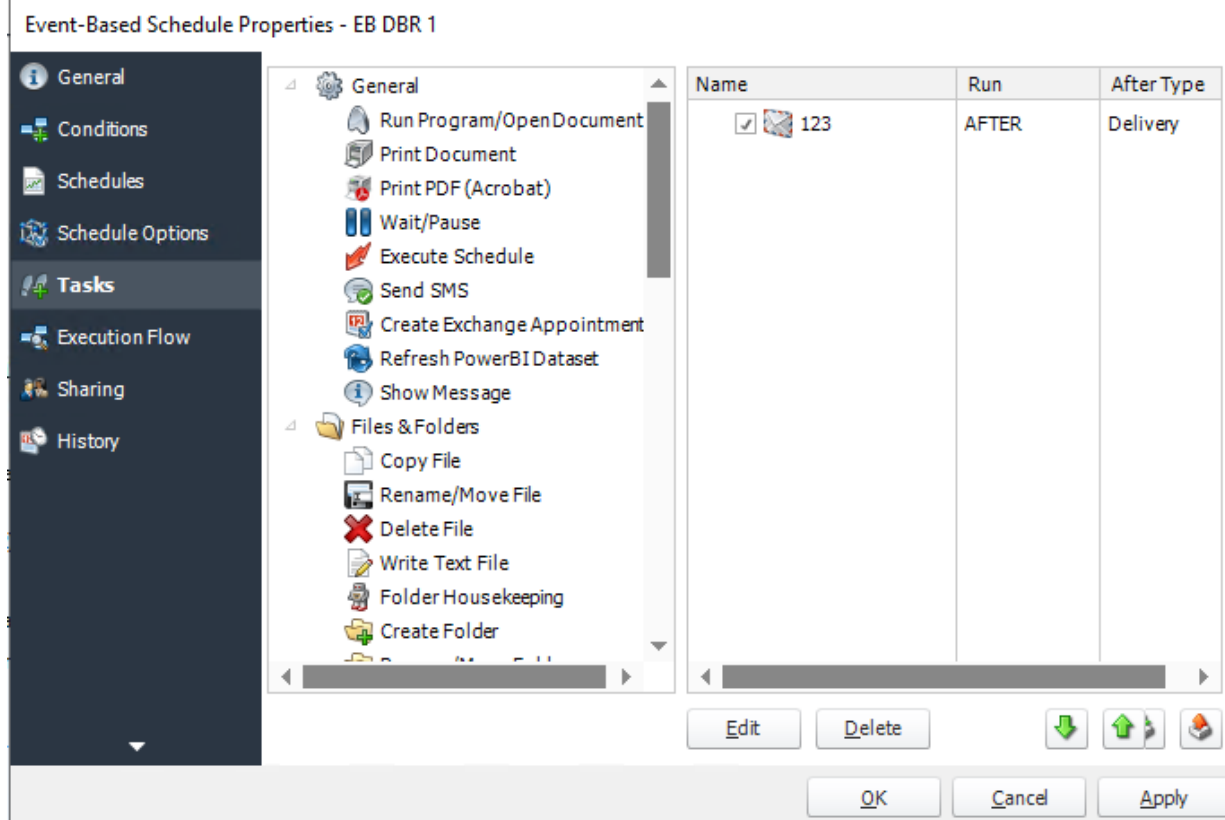 Event-Based Schedule Properties - EB DBR 1
General
Conditions
Schedules
Schedule Options
Tasks
Execution Flow
Sharing
History
General
Run Program/Open Document
Print Document
Print PDF (Acrobat)
Wait/Pause
Execute Schedule
Send SMS
Create Exchange Appointment
Refresh PowerBI Dataset
Show Message
Files & Folders
Copy File
Rename/Move File
Delete File
Write Text File
Folder Housekeeping
Create Folder
Name Run After Type
123 AFTER Delivery
Edit Delete
OK Cancel Apply